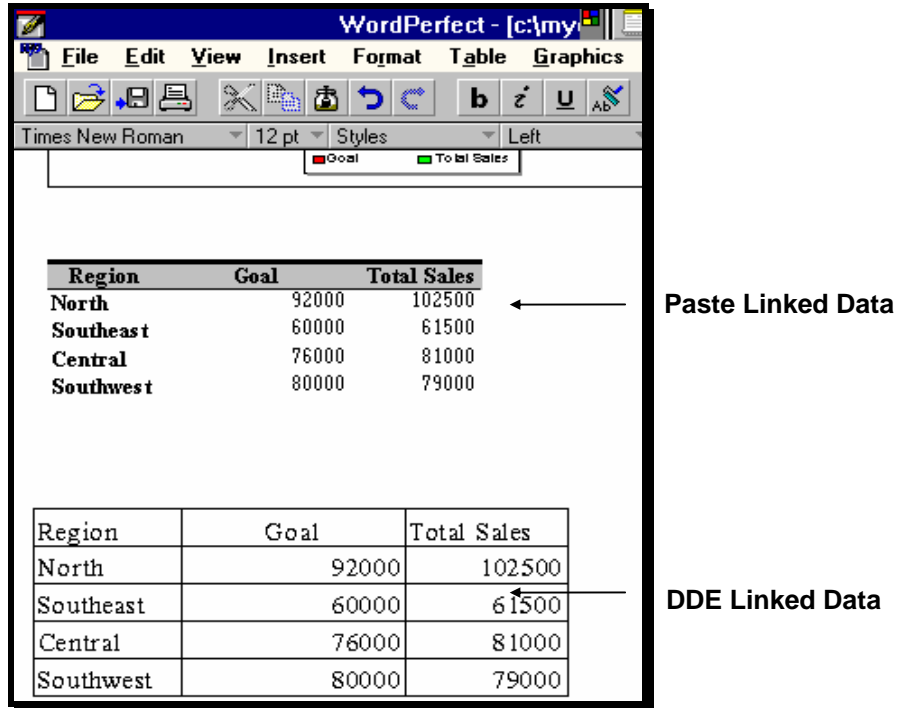 WordPerfect - [c:\my
File Edit View Insert Format Table Graphics
b i U AB
Times New Roman 12 pt Styles Left
Goal Total Sales
Region Goal Total Sales
North 92000 102500
Paste Linked Data
Southeast 60000 61500
Central 76000 81000
Southwest 80000 79000
Region Goal Total Sales
North 92000 102500
Southeast 60000 61500
DDE Linked Data
Central 76000 81000
Southwest 80000 79000